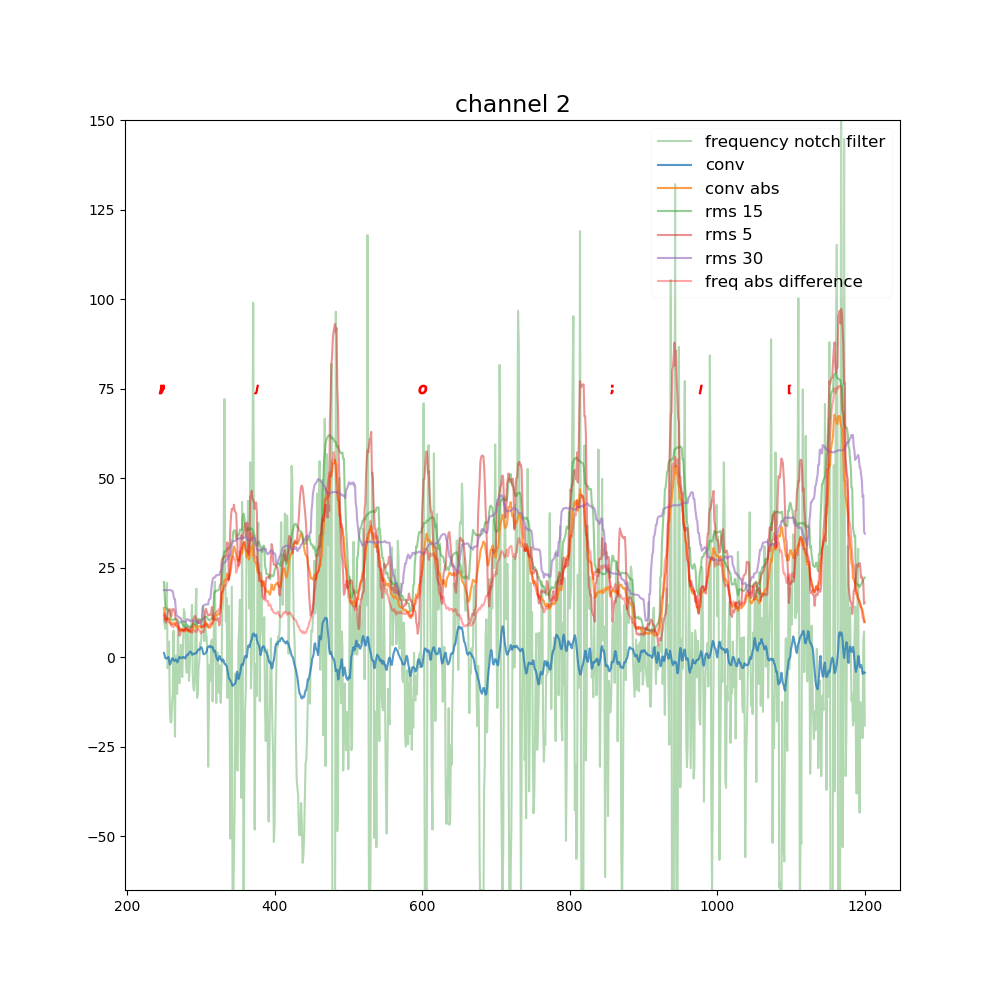 channel 2
150
125
100
75
50
25
0
−25
−50
frequency notch filter
conv
conv abs
rms 15
rms 5
rms 30
freq abs difference
o
;
200
400
600
800
1000
1200